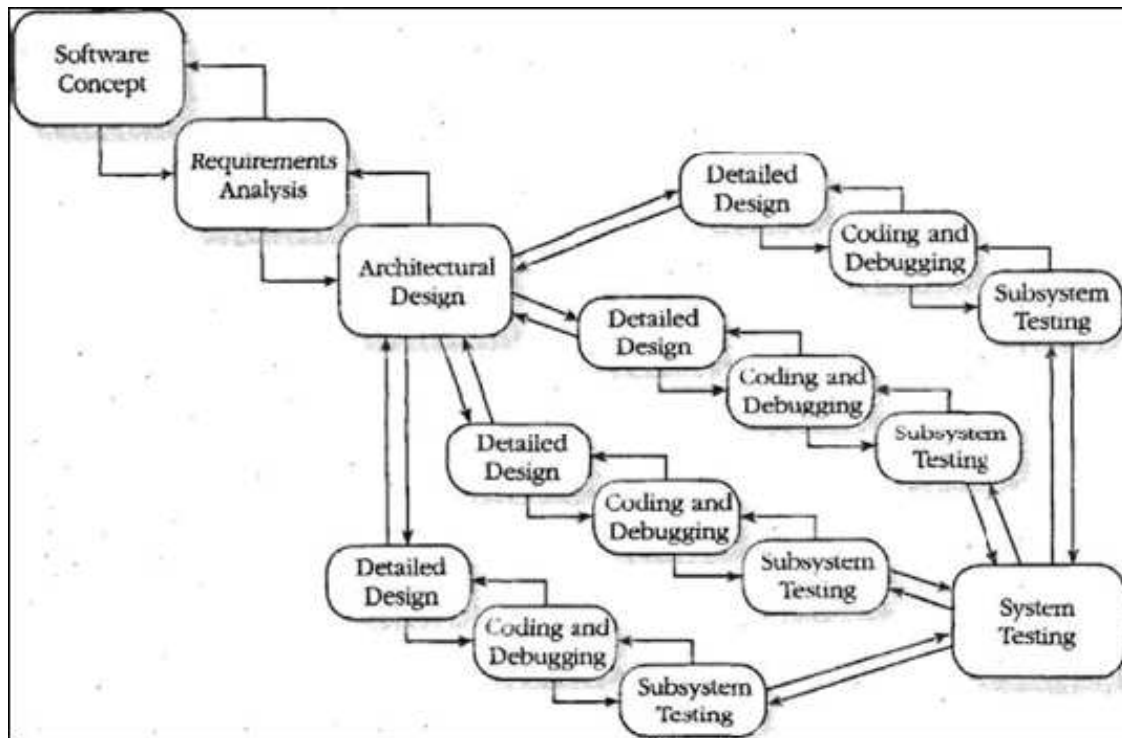 Software
Concept
Requirements
Analysis
Architectural
Design
Detailed
Design
Coding and
Debugging
Subsystem
Testing
Detailed
Design
Coding and
Debugging
Subsystem
Testing
Detailed
Design
Coding and
Debugging
Subsystem
Testing
Detailed
Design
Coding and
Debugging
Subsystem
Testing
System
Testing